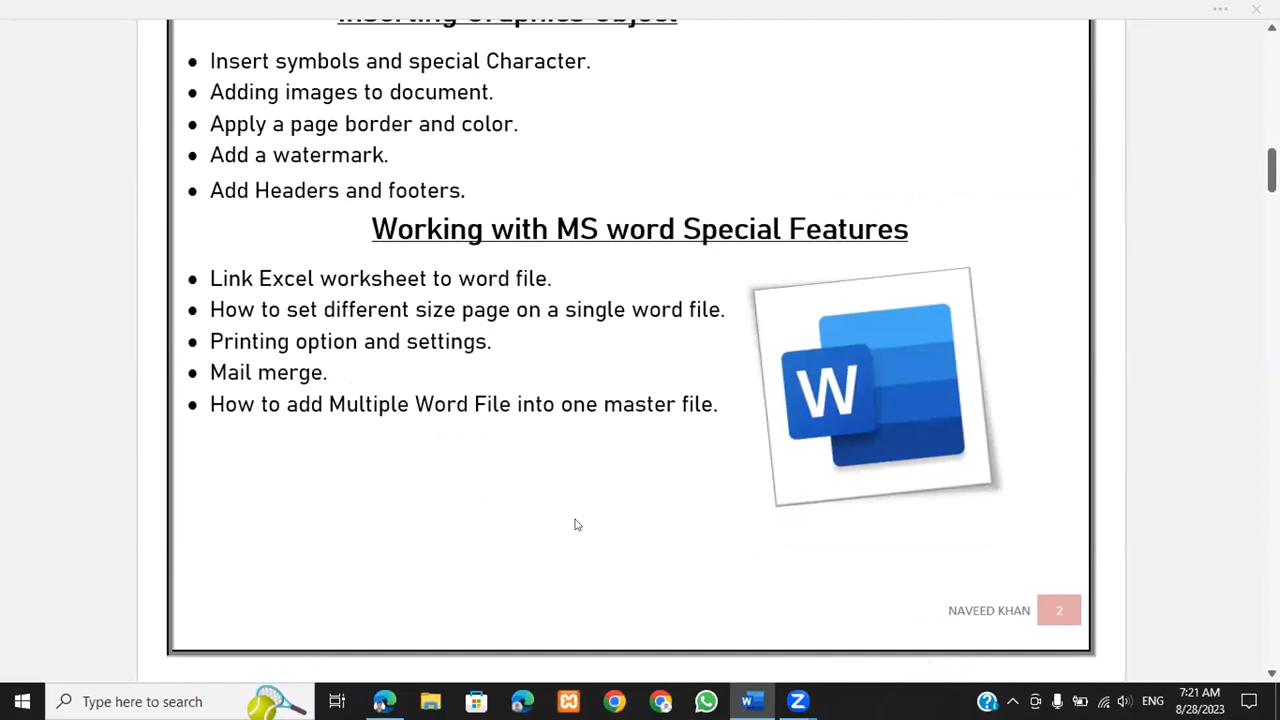 Inserting Graphics Object
• Insert symbols and special Character.
• Adding images to document.
• Apply a page border and color.
• Add a watermark.
• Add Headers and footers.
Working with MS word Special Features
• Link Excel worksheet to word file.
• How to set different size page on a single word file.
• Printing option and settings.
• Mail merge.
• How to add Multiple Word File into one master file.
W
NAVEED KHAN 2
Type here to search
ENG
7:21 AM
8/28/2023